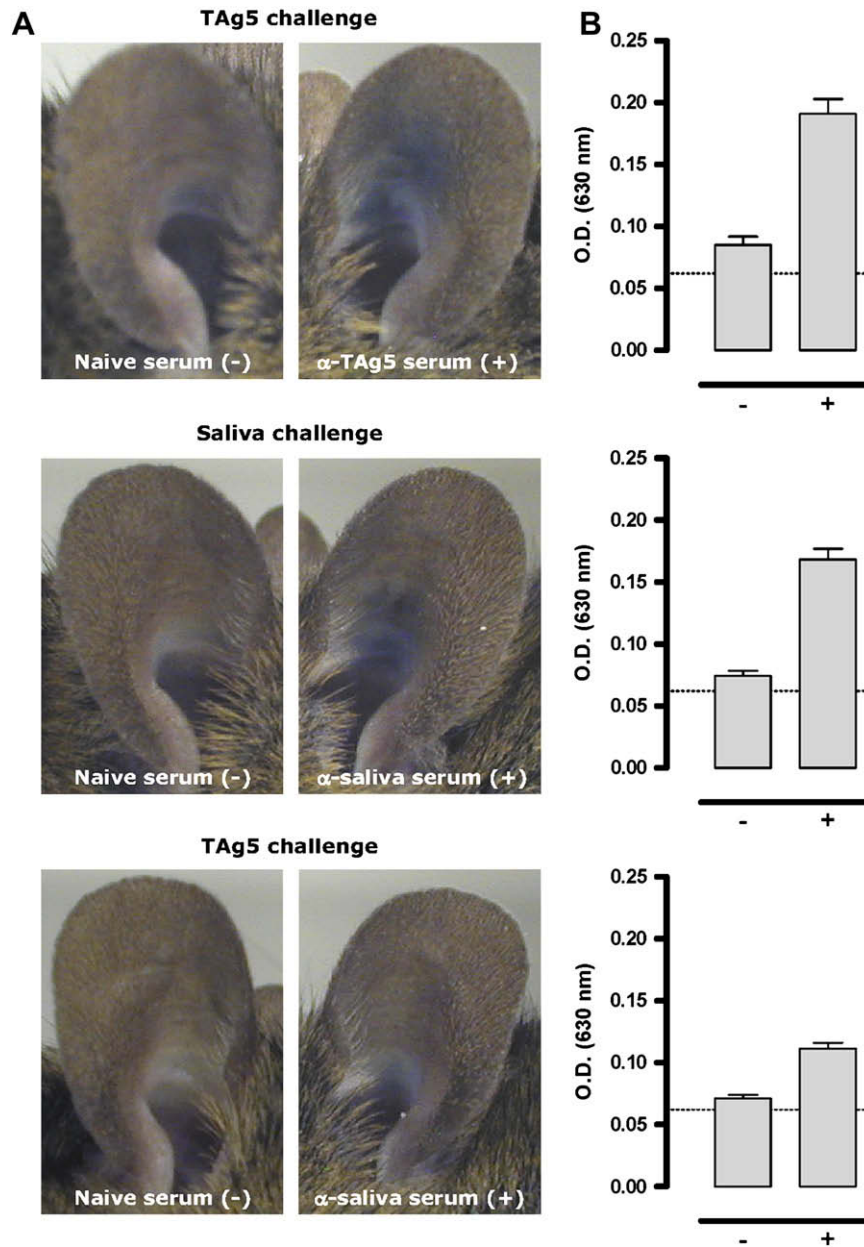 A
TAg5 challenge
Naive serum (-)
α-TAg5 serum (+)
B
O.D. (630 nm)
0.25
0.20
0.15
0.10
0.05
0.00
- +
Saliva challenge
Naive serum (-)
α-saliva serum (+)
O.D. (630 nm)
0.25
0.20
0.15
0.10
0.05
0.00
- +
TAg5 challenge
Naive serum (-)
α-saliva serum (+)
O.D. (630 nm)
0.25
0.20
0.15
0.10
0.05
0.00
- +